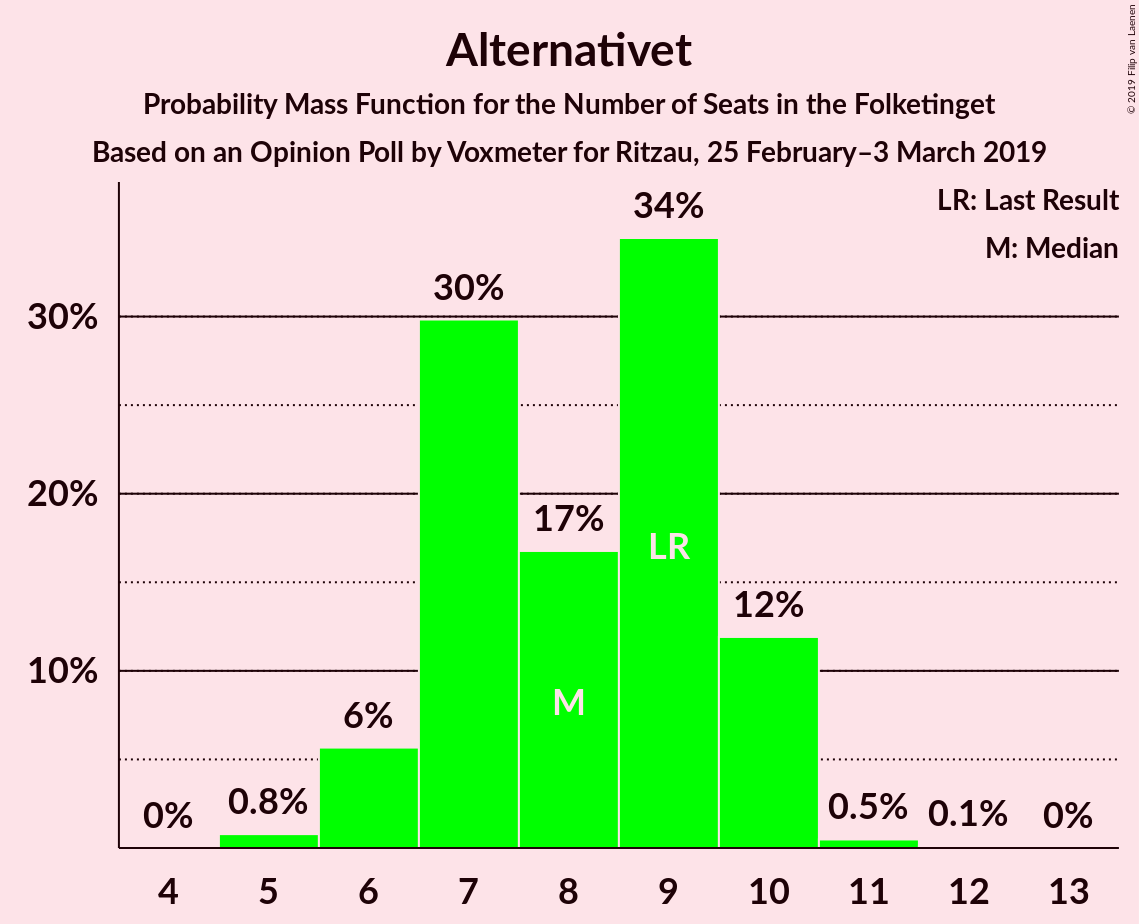 Alternativet
Probability Mass Function for the Number of Seats in the Folketinget
Based on an Opinion Poll by Voxmeter for Ritzau, 25 February–3 March 2019
© 2019 Filip van Laenen
LR: Last Result
M: Median
30%
20%
10%
0%
0.8%
6%
30%
17%
34%
12%
0.5%
0.1%
0%
LR
M
4 5 6 7 8 9 10 11 12 13